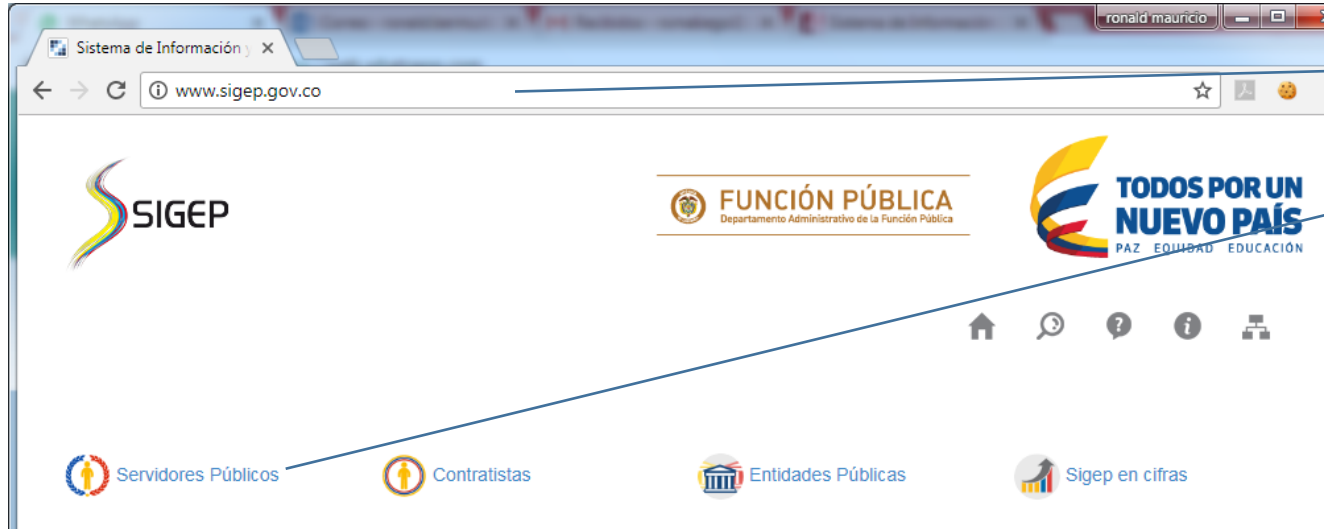 ronald mauricio
Sistema de Información y
www.sigep.gov.co
SIGEP
FUNCIÓN PÚBLICA
Departamento Administrativo de la Función Pública
TODOS POR UN
NUEVO PAÍS
PAZ EQUIDAD EDUCACIÓN
Servidores Públicos
Contratistas
Entidades Públicas
Sigep en cifras